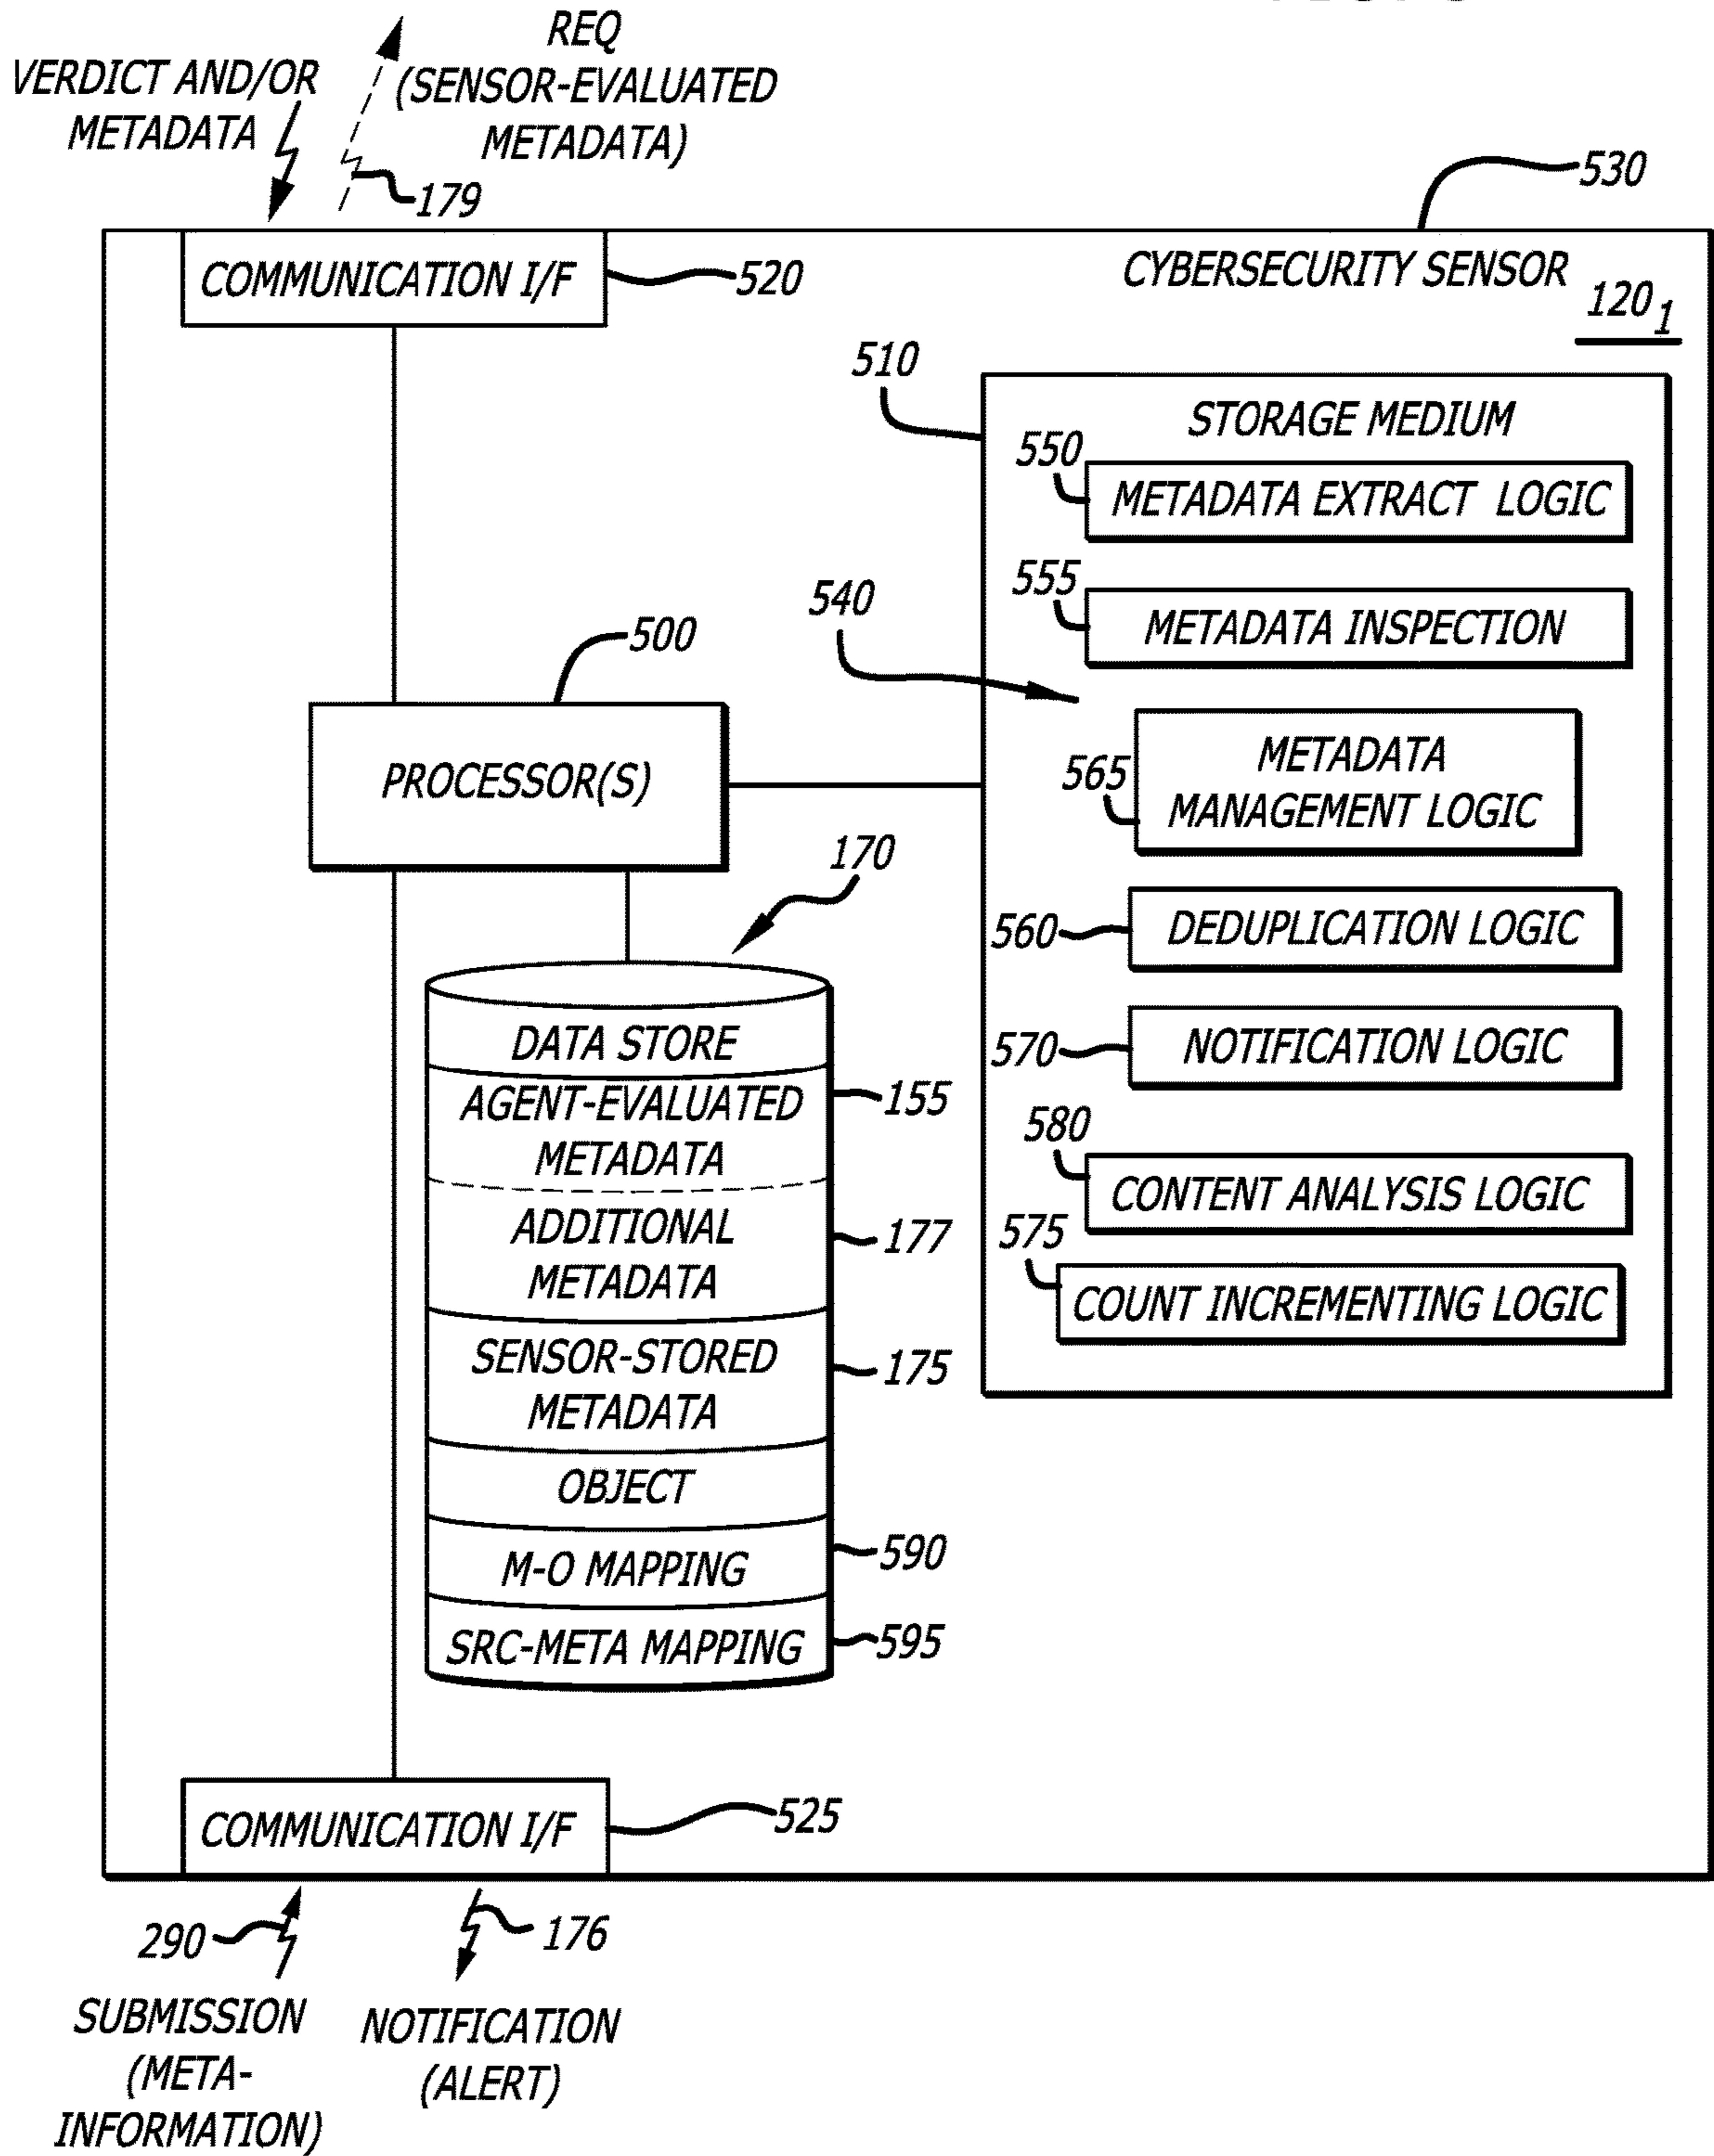 REQ
(SENSOR-EVALUATED
METADATA)
VERDICT AND/OR
METADATA
179
530
COMMUNICATION I/F
520
CYBERSECURITY SENSOR
120₁
510
STORAGE MEDIUM
550
METADATA EXTRACT LOGIC
555
METADATA INSPECTION
540
500
PROCESSOR(S)
565
METADATA
MANAGEMENT LOGIC
170
560
DEDUPLICATION LOGIC
570
NOTIFICATION LOGIC
580
CONTENT ANALYSIS LOGIC
575
COUNT INCREMENTING LOGIC
DATA STORE
AGENT-EVALUATED
METADATA
155
ADDITIONAL
METADATA
177
SENSOR-STORED
METADATA
175
OBJECT
M-O MAPPING
590
SRC-META MAPPING
595
COMMUNICATION I/F
525
290
176
SUBMISSION
(META-
INFORMATION)
NOTIFICATION
(ALERT)